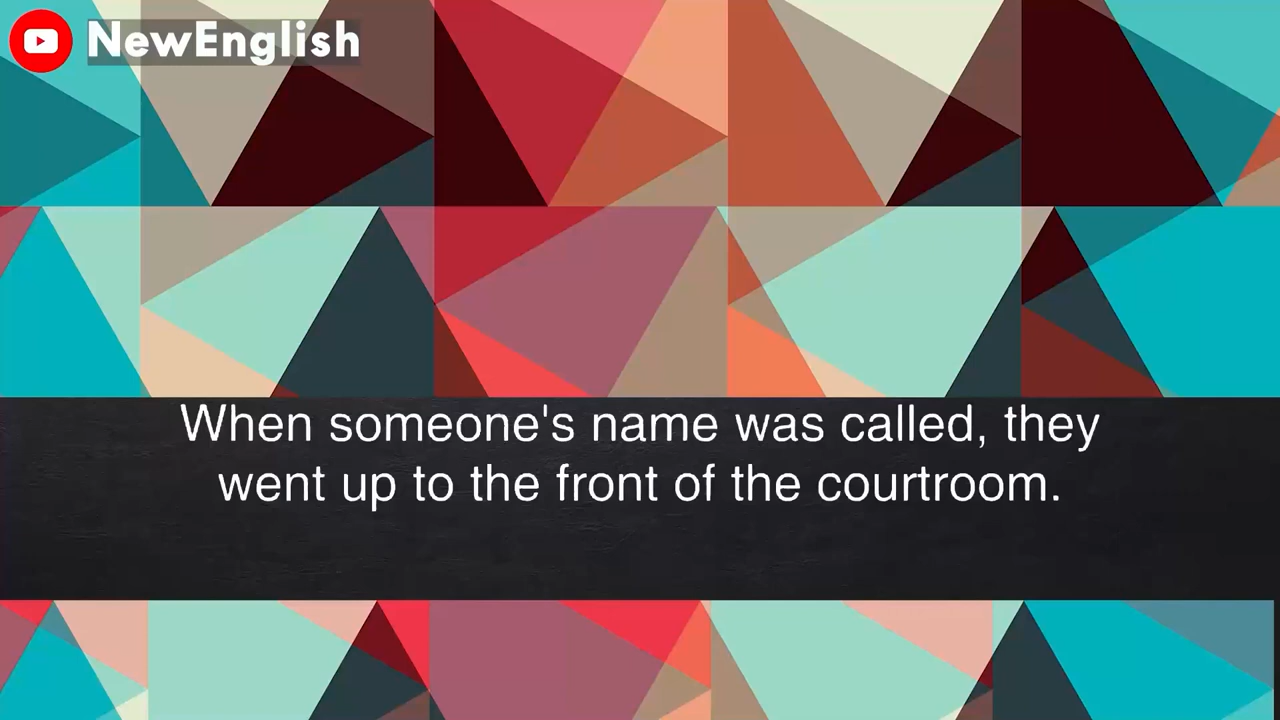 NewEnglish
When someone's name was called, they
went up to the front of the courtroom.